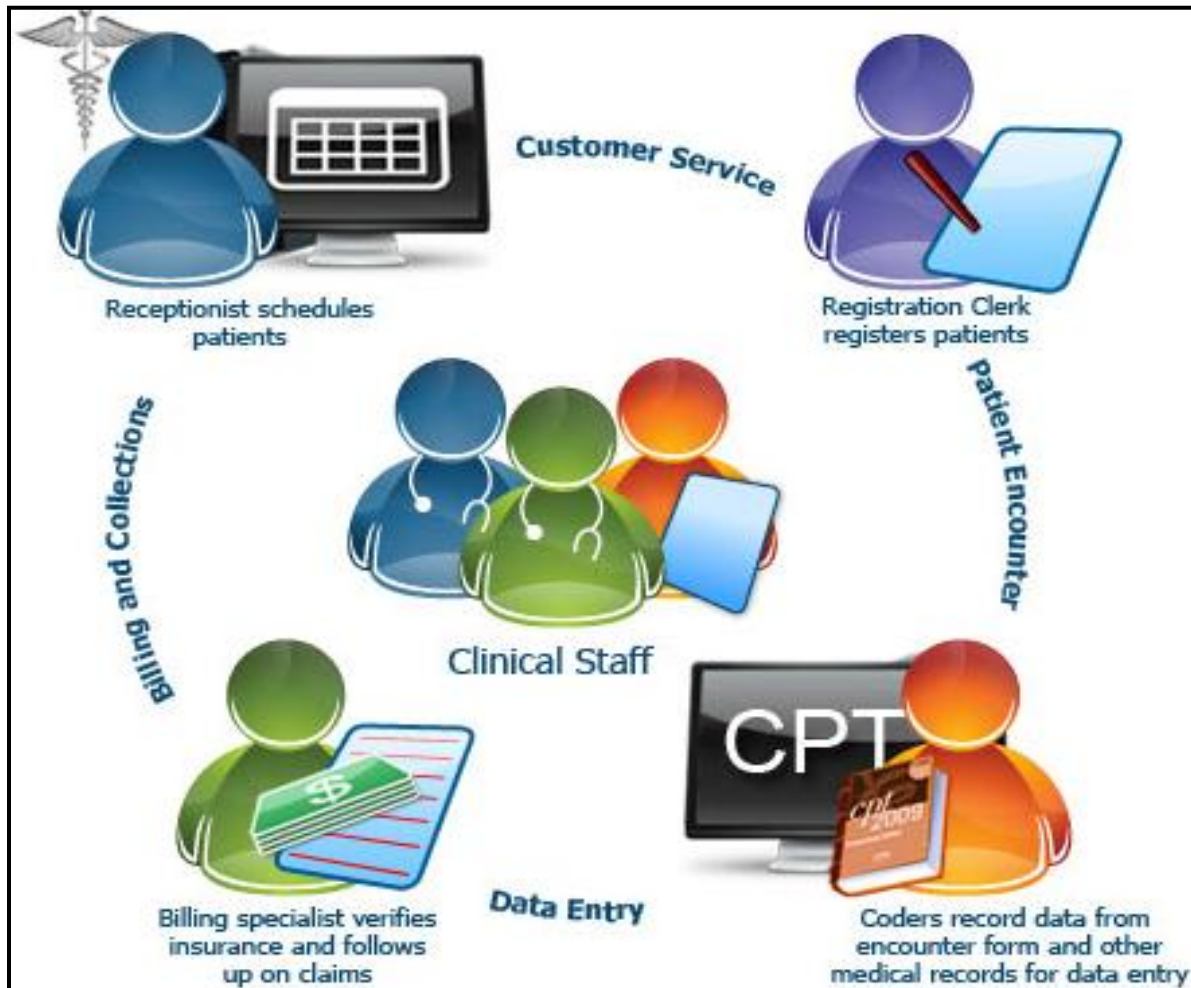 Customer Service
Receptionist schedules
patients
Registration Clerk
registers patients
Patient Encounter
Billing and Collections
Clinical Staff
CPT
cpt
2009
$
Billing specialist verifies
insurance and follows
up on claims
Data Entry
Coders record data from
encounter form and other
medical records for data entry